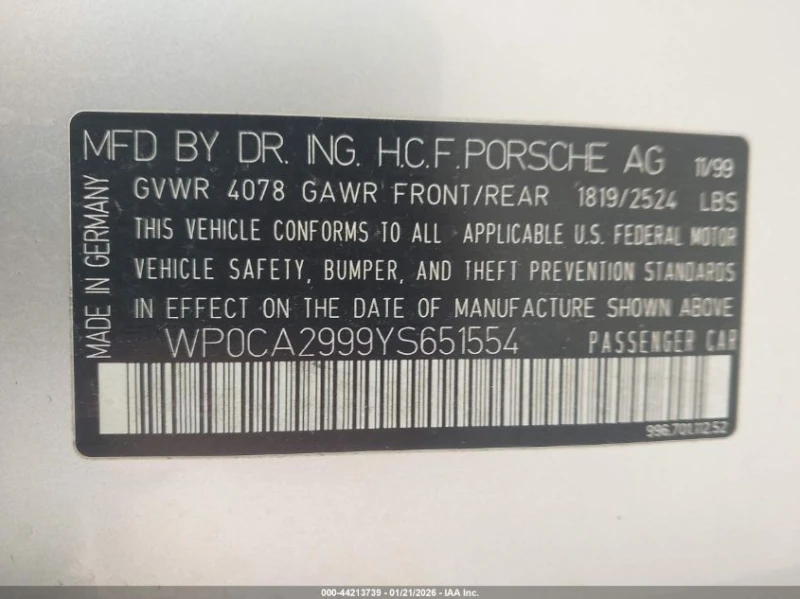 MFD BY DR. ING. H.C.F. PORSCHE AG 11/99
GVWR 4078 GAWR FRONT/REAR 1819/2524 LBS
THIS VEHICLE CONFORMS TO ALL APPLICABLE U.S. FEDERAL MOTOR
VEHICLE SAFETY, BUMPER, AND THEFT PREVENTION STANDARDS
IN EFFECT ON THE DATE OF MANUFACTURE SHOWN ABOVE.
WP0CA2999YS651554 PASSENGER CAR
MADE IN GERMANY
996.701.112.52
000-44213739 - 01/21/2026 - IAA Inc.